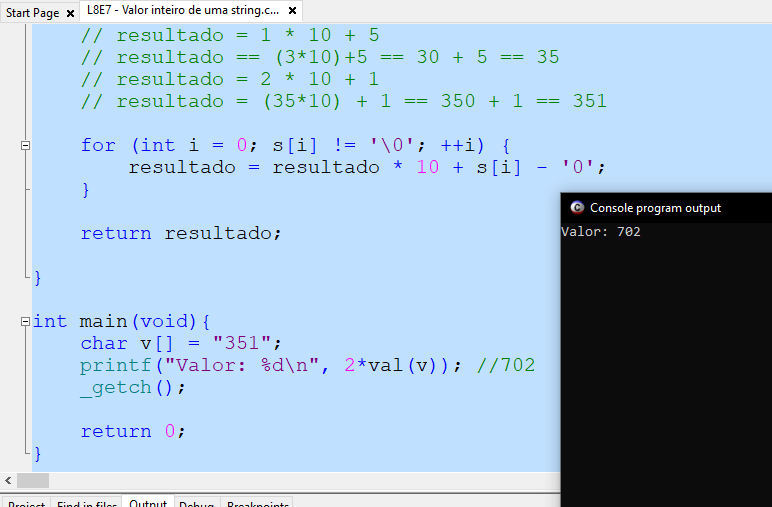 Start Page x L8E7 - Valor inteiro de uma string.c... x
// resultado = 1 * 10 + 5
// resultado == (3*10)+5 == 30 + 5 == 35
// resultado = 2 * 10 + 1
// resultado = (35*10) + 1 == 350 + 1 == 351
for (int i = 0; s[i] != '\0'; ++i) {
resultado = resultado * 10 + s[i] - '0';
}
return resultado;
}
int main(void){
char v[] = "351";
printf("Valor: %d\n", 2*val(v)); //702
_getch();
return 0;
}
Console program output
Valor: 702
Project Find in files Output Debug Breakpoints